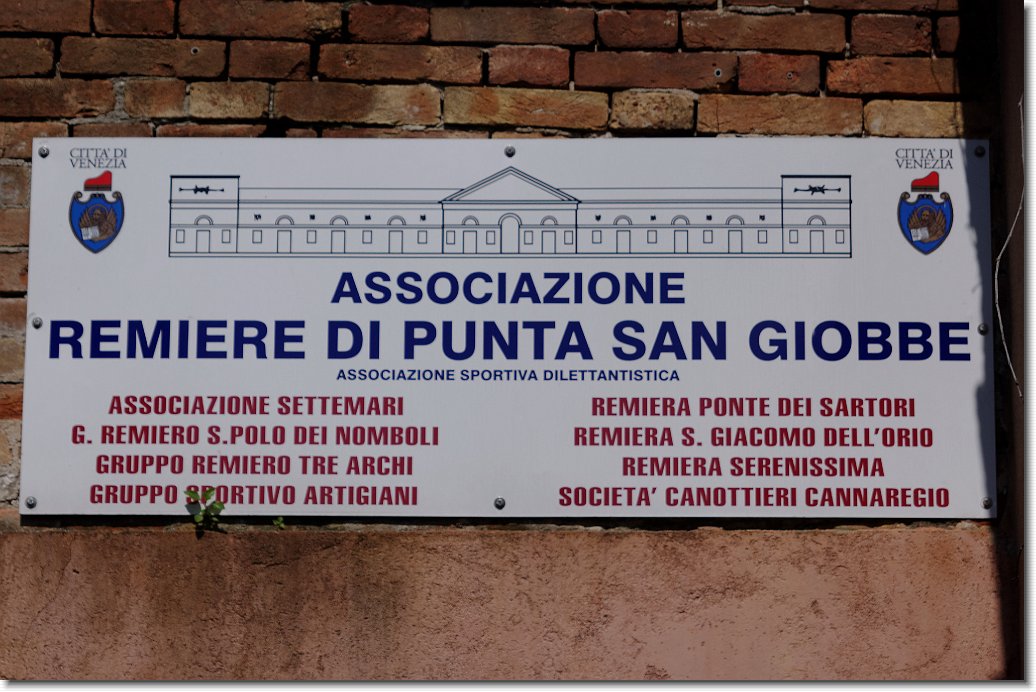 CITTA' DI
VENEZIA
CITTA' DI
VENEZIA
ASSOCIAZIONE
REMIERE DI PUNTA SAN GIOBBE
ASSOCIAZIONE SPORTIVA DILETTANTISTICA
ASSOCIAZIONE SETTEMARI
G. REMIERO S.POLO DEI NOMBOLI
GRUPPO REMIERO TRE ARCHI
GRUPPO SPORTIVO ARTIGIANI
REMIERA PONTE DEI SARTORI
REMIERA S. GIACOMO DELL'ORIO
REMIERA SERENISSIMA
SOCIETA' CANOTTIERI CANNAREGIO